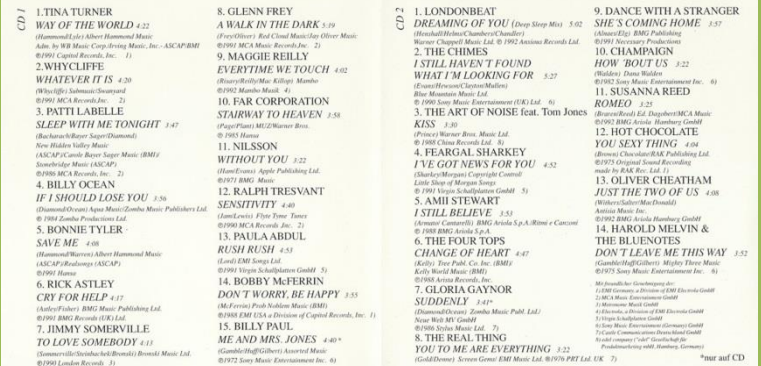 CD 1
1.TINA TURNER
WAY OF THE WORLD 4:22
(Hammond/Lyle) Albert Hammond Music
Adm. by WB Music Corp./Irving Music, Inc.- ASCAP/BMI
℗1991 Capitol Records, Inc. 1)
2.WHYCLIFFE
WHATEVER IT IS 4:20
(Whycliffe) Submusic/Swanyard
℗1991 MCA Records,Inc. 2)
3. PATTI LABELLE
SLEEP WITH ME TONIGHT 3:47
(Bacharach/Bayer Sager/Diamond)
New Hidden Valley Music
(ASCAP)/Carole Bayer Sager Music (BMI)/
Stonebridge Music (ASCAP)
℗1986 MCA Records, Inc. 2)
4. BILLY OCEAN
IF I SHOULD LOSE YOU 3:56
(Diamond/Ocean) Aqua Music/Zomba Music Publishers Ltd.
℗ 1984 Zomba Productions Ltd.
5. BONNIE TYLER
SAVE ME 4:08
(Hammond/Warren) Albert Hammond Music
(ASCAP)/Realsongs (ASCAP)
℗1991 Hansa
6. RICK ASTLEY
CRY FOR HELP 4:17
(Astley/Fisher) BMG Music Publishing Ltd.
℗1991 BMG Records (UK) Ltd.
7. JIMMY SOMERVILLE
TO LOVE SOMEBODY 4:13
(Sommerville/Steinbachek/Bronski) Bronski Music Ltd.
℗1990 London Records 3)
8. GLENN FREY
A WALK IN THE DARK 5:19
(Frey/Oliver) Red Cloud Music/Jay Oliver Music
℗1991 MCA Music Records,Inc. 2)
9. MAGGIE REILLY
EVERYTIME WE TOUCH 4:02
(Risavy/Reilly/Mac Killop) Mambo
℗1992 Mambo Musik 4)
10. FAR CORPORATION
STAIRWAY TO HEAVEN 3:58
(Page/Plant) MUZ/Warner Bros.
℗ 1985 Hansa
11. NILSSON
WITHOUT YOU 3:22
(Ham/Evans) Apple Publishing Ltd.
℗1971 BMG Music
12. RALPH TRESVANT
SENSITIVITY 4:40
(Jam/Lewis) Flyte Tyme Tunes
℗1990 MCA Records ,Inc. 2)
13. PAULA ABDUL
RUSH RUSH 4:53
(Lord) EMI Songs Ltd.
℗1991 Virgin Schallplatten GmbH 5)
14. BOBBY McFERRIN
DON´T WORRY, BE HAPPY 3:55
(McFerrin) Prob Noblem Music (BMI)
℗1988 EMI USA a Division of Capitol Records, Inc. 1)
15. BILLY PAUL
ME AND MRS. JONES 4:40*
(Gamble/Huff/Gilbert) Assorted Music
℗1972 Sony Music Entertainment Inc. 6)
CD 2
1. LONDONBEAT
DREAMING OF YOU (Deep Sleep Mix) 5:02
(Henshall/Helms/Chambers/Chandler)
Warner Chappell Music Ltd. ℗ 1992 Anxious Records Ltd.
2. THE CHIMES
I STILL HAVEN´T FOUND
WHAT I´M LOOKING FOR 5:27
(Evans/Hewson/Clayton/Mullen)
Blue Mountain Music Ltd.
℗ 1990 Sony Music Entertainment (UK) Ltd. 6)
3. THE ART OF NOISE feat. Tom Jones
KISS 3:30
(Prince) Warner Bros. Music Ltd.
℗ 1988 China Records Ltd. 8)
4. FEARGAL SHARKEY
I´VE GOT NEWS FOR YOU 4:52
(Sharkey/Morgan) Copyright Controll
Little Shop of Morgan Songs
℗ 1991 Virgin Schallplatten GmbH 5)
5. AMII STEWART
I STILL BELIEVE 3:53
(Armato/ Cantarelli) BMG Ariola S.p.A./Ritmi e Canzoni
℗ 1988 BMG Ariola S.p.A.
6. THE FOUR TOPS
CHANGE OF HEART 4:47
(Kelly) Tree Publ. Co. Inc. (BMI)/
Kelly World Music (BMI)
℗1988 Arista Records, Inc.
7. GLORIA GAYNOR
SUDDENLY 3:41*
(Diamond/Ocean) Zomba Music Publ. Ltd./
Neue Welt MV GmbH
℗1986 Stylus Music Ltd. 7)
8. THE REAL THING
YOU TO ME ARE EVERYTHING 3:22
(Gold/Denne) Screen Gems/ EMI Music Ltd. ℗1976 PRT Ltd. UK 7)
9. DANCE WITH A STRANGER
SHE´S COMING HOME 3:57
(Alnaes/Elg) BMG Publishing
℗1991 Necessary Productions
10. CHAMPAIGN
HOW ´BOUT US 3:22
(Walden) Dana Walden
℗1982 Sony Music Entertainment Inc. 6)
11. SUSANNA REED
ROMEO 3:25
(Braren/Reed) Ed. Dagobert/MCA Music
℗1992 BMG Ariola Hamburg GmbH
12. HOT CHOCOLATE
YOU SEXY THING 4:04
(Brown) Chocolate/RAK Publishing Ltd.
℗1975 Original Sound Recording
made by RAK Rec. Ltd. 1)
13. OLIVER CHEATHAM
JUST THE TWO OF US 4:08
(Withers/Salter/MacDonald)
Antisia Music Inc.
℗1992 BMG Ariola Hamburg GmbH
14. HAROLD MELVIN &
THE BLUENOTES
DON´T LEAVE ME THIS WAY 3:52
(Gamble/Huff/Gilbert) Mighty Three Music
℗1975 Sony Music Entertainment Inc. 6)
Mit freundlicher Genehmigung der:
1) EMI Germany, a Division of EMI Electrola GmbH
2) MCA Music Entertainment GmbH
3) Metronome Musik GmbH
4) Electrola, a Division of EMI Electrola GmbH
5) Virgin Schallplatten GmbH
6) Sony Music Entertainment (Germany) GmbH
7) Castle Communications Deutschland GmbH
8) edel company ("edel" Gesellschaft für
Produktmarketing mbH, Hamburg, Germany)
*nur auf CD